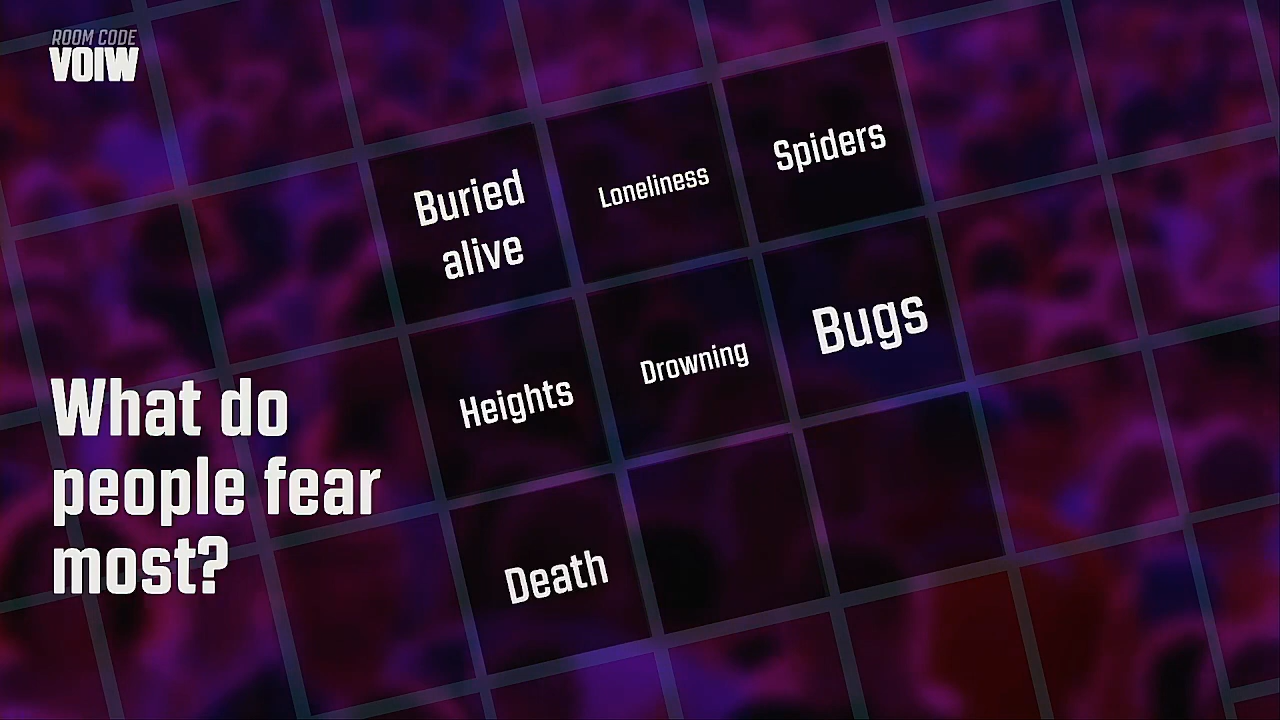 ROOM CODE
VOIW
Buried
alive
Loneliness
Spiders
Heights
Drowning
Bugs
Death
What do
people fear
most?